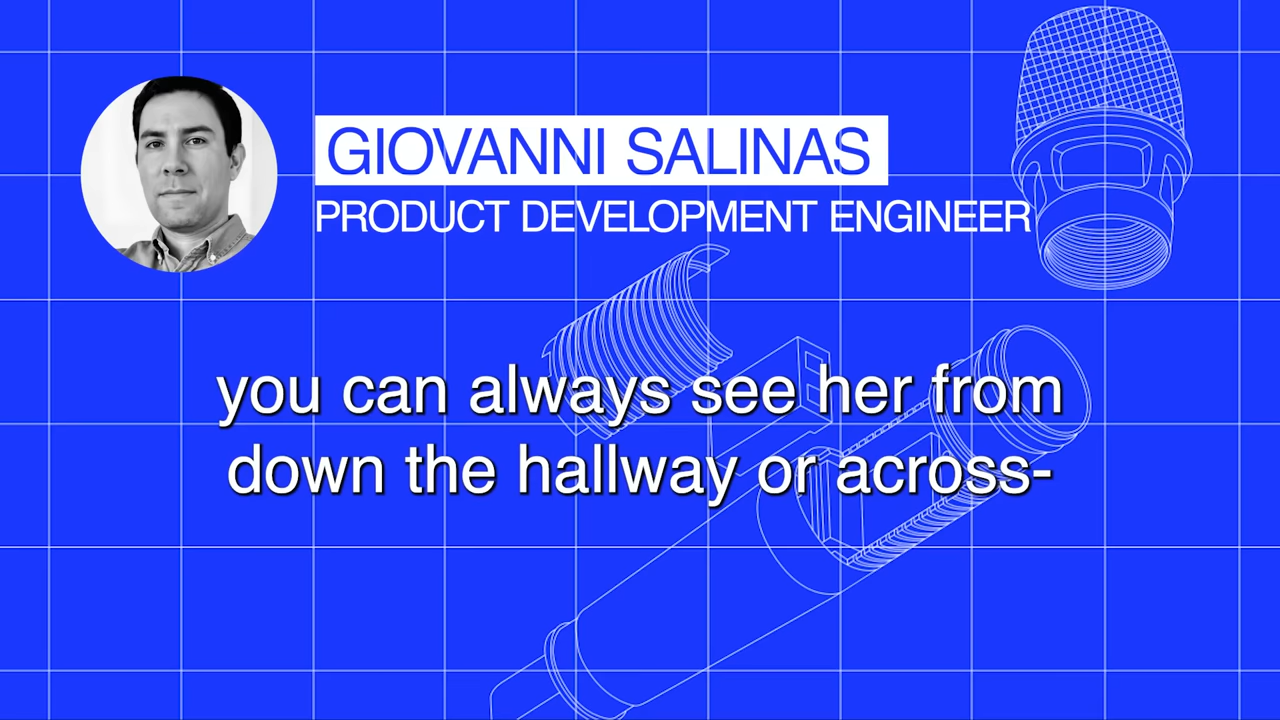 GIOVANNI SALINAS
PRODUCT DEVELOPMENT ENGINEER
you can always see her from
down the hallway or across-